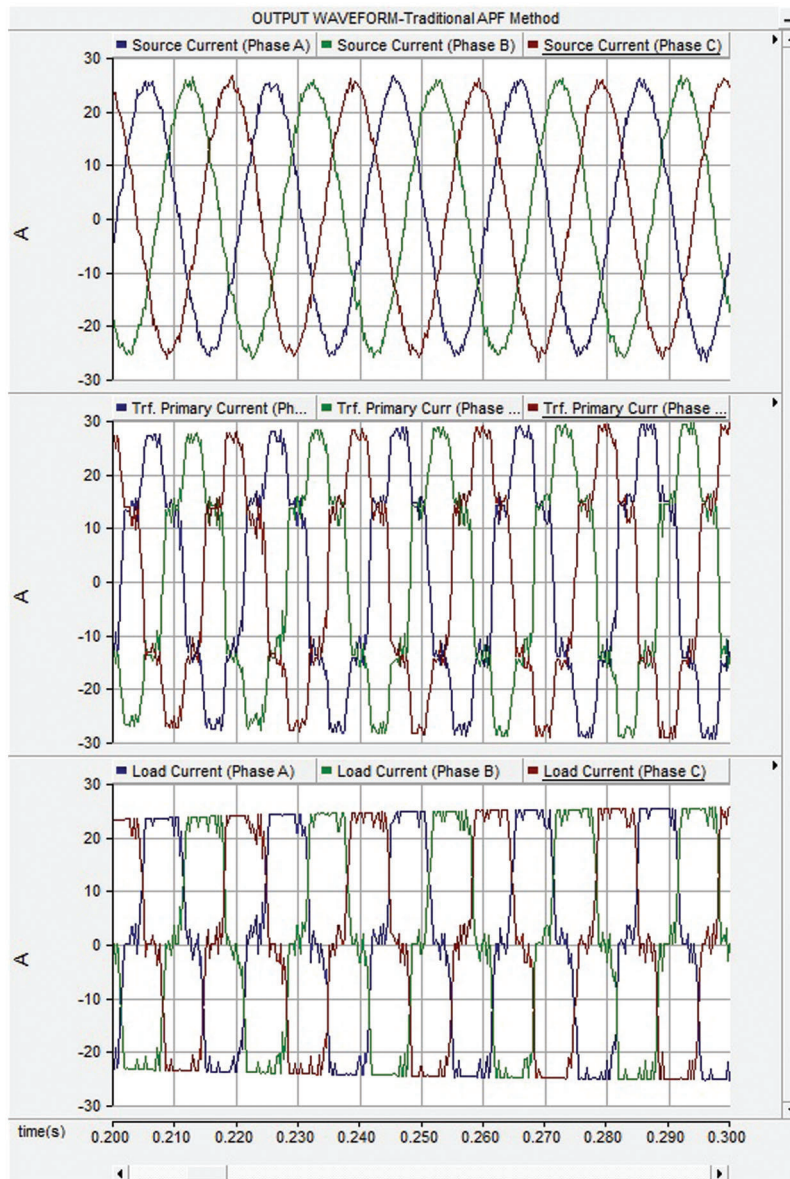 OUTPUT WAVEFORM-Traditional APF Method
Source Current (Phase A) Source Current (Phase B) Source Current (Phase C)
30
20
10
0
-10
-20
-30
A
Trf. Primary Current (Ph... Trf. Primary Curr (Phase ... Trf. Primary Curr (Phase ...
30
20
10
0
-10
-20
-30
A
Load Current (Phase A) Load Current (Phase B) Load Current (Phase C)
30
20
10
0
-10
-20
-30
A
time(s) 0.200 0.210 0.220 0.230 0.240 0.250 0.260 0.270 0.280 0.290 0.300